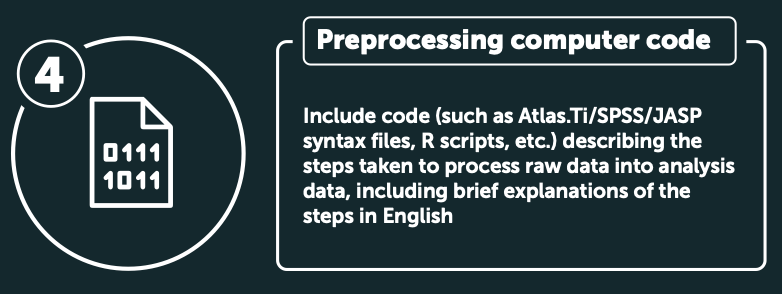 4
Preprocessing computer code
0111
1011
Include code (such as Atlas.Ti/SPSS/JASP
syntax files, R scripts, etc.) describing the
steps taken to process raw data into analysis
data, including brief explanations of the
steps in English